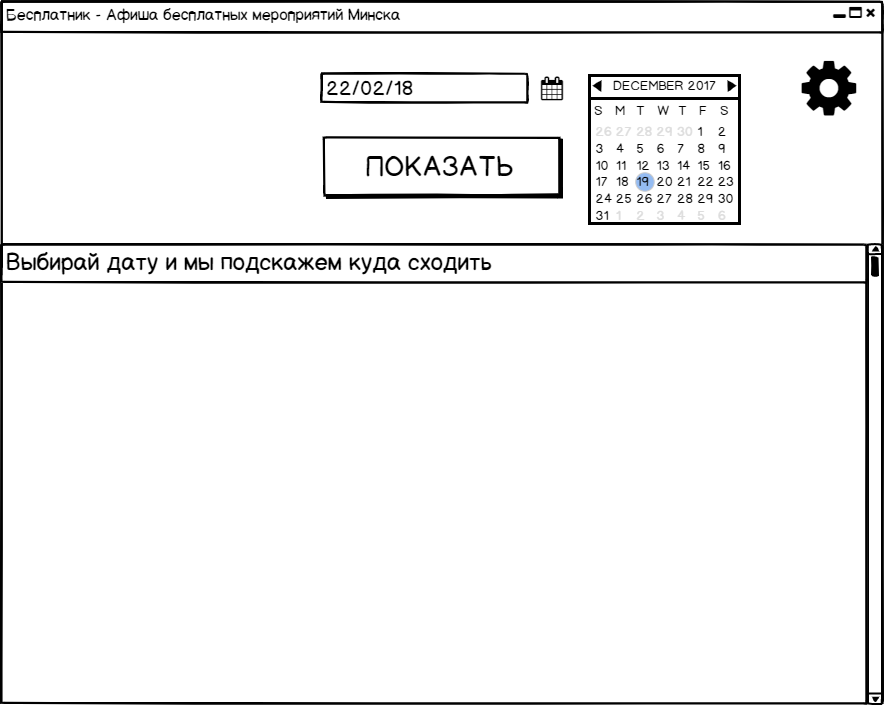 Бесплатник - Афиша бесплатных мероприятий Минска
22/02/18
ПОКАЗАТЬ
DECEMBER 2017
S M T W T F S
26 27 28 29 30 1 2
3 4 5 6 7 8 9
10 11 12 13 14 15 16
17 18 19 20 21 22 23
24 25 26 27 28 29 30
31 1 2 3 4 5 6
Выбирай дату и мы подскажем куда сходить